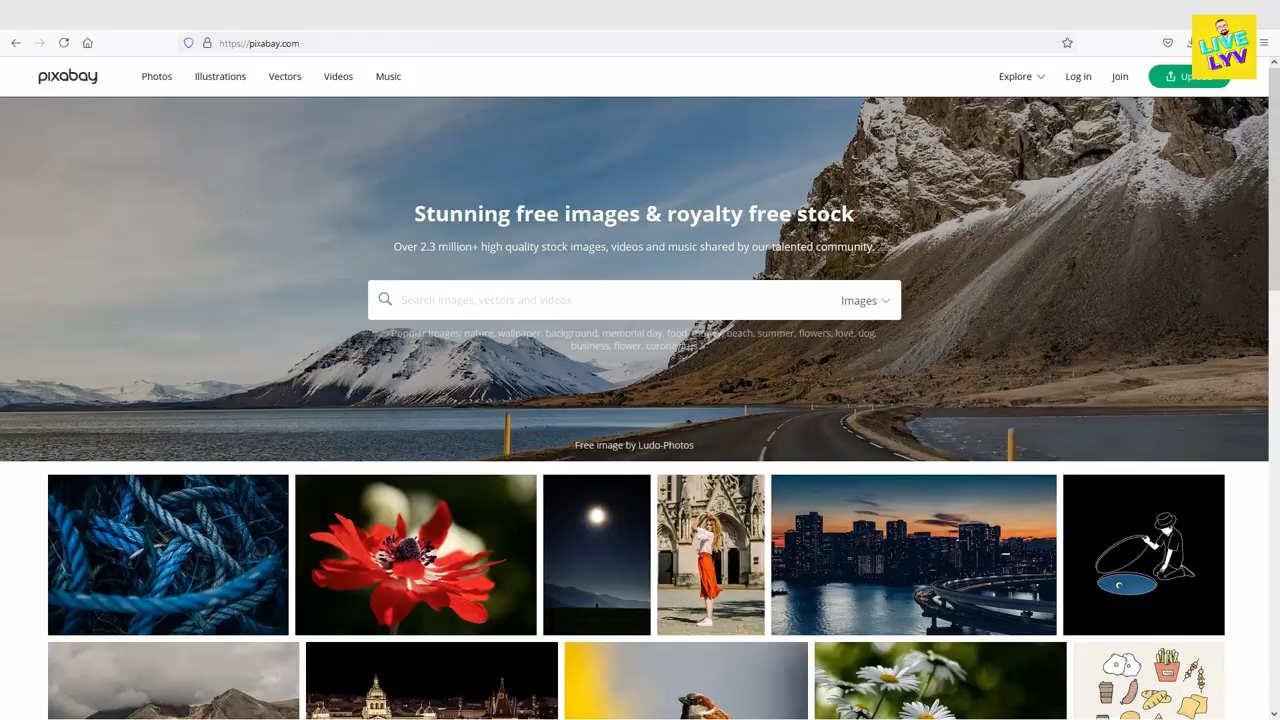 https://pixabay.com
LIVE
LYV
pixabay
Photos
Illustrations
Vectors
Videos
Music
Explore
Log in
Join
Stunning free images & royalty free stock
Over 2.3 million+ high quality stock images, videos and music shared by our talented community.
Search images, vectors and videos
Images
Popular Images: nature, wallpaper, background, memorial day, food, beach, summer, flowers, love, dog,
business, flower,
Free image by Ludo-Photos